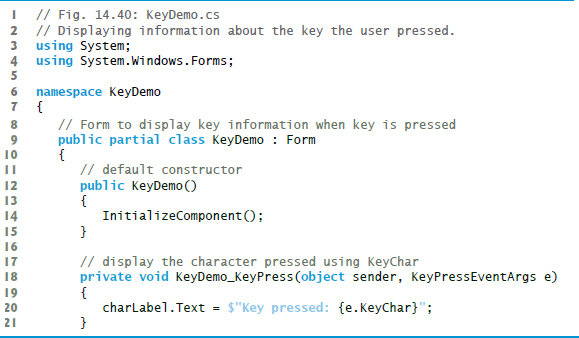 1 // Fig. 14.40: KeyDemo.cs
2 // Displaying information about the key the user pressed.
3 using System;
4 using System.Windows.Forms;
5
6 namespace KeyDemo
7 {
8 // Form to display key information when key is pressed
9 public partial class KeyDemo : Form
10 {
11 // default constructor
12 public KeyDemo()
13 {
14 InitializeComponent();
15 }
16
17 // display the character pressed using KeyChar
18 private void KeyDemo_KeyPress(object sender, KeyPressEventArgs e)
19 {
20 charLabel.Text = $"Key pressed: {e.KeyChar}";
21 }